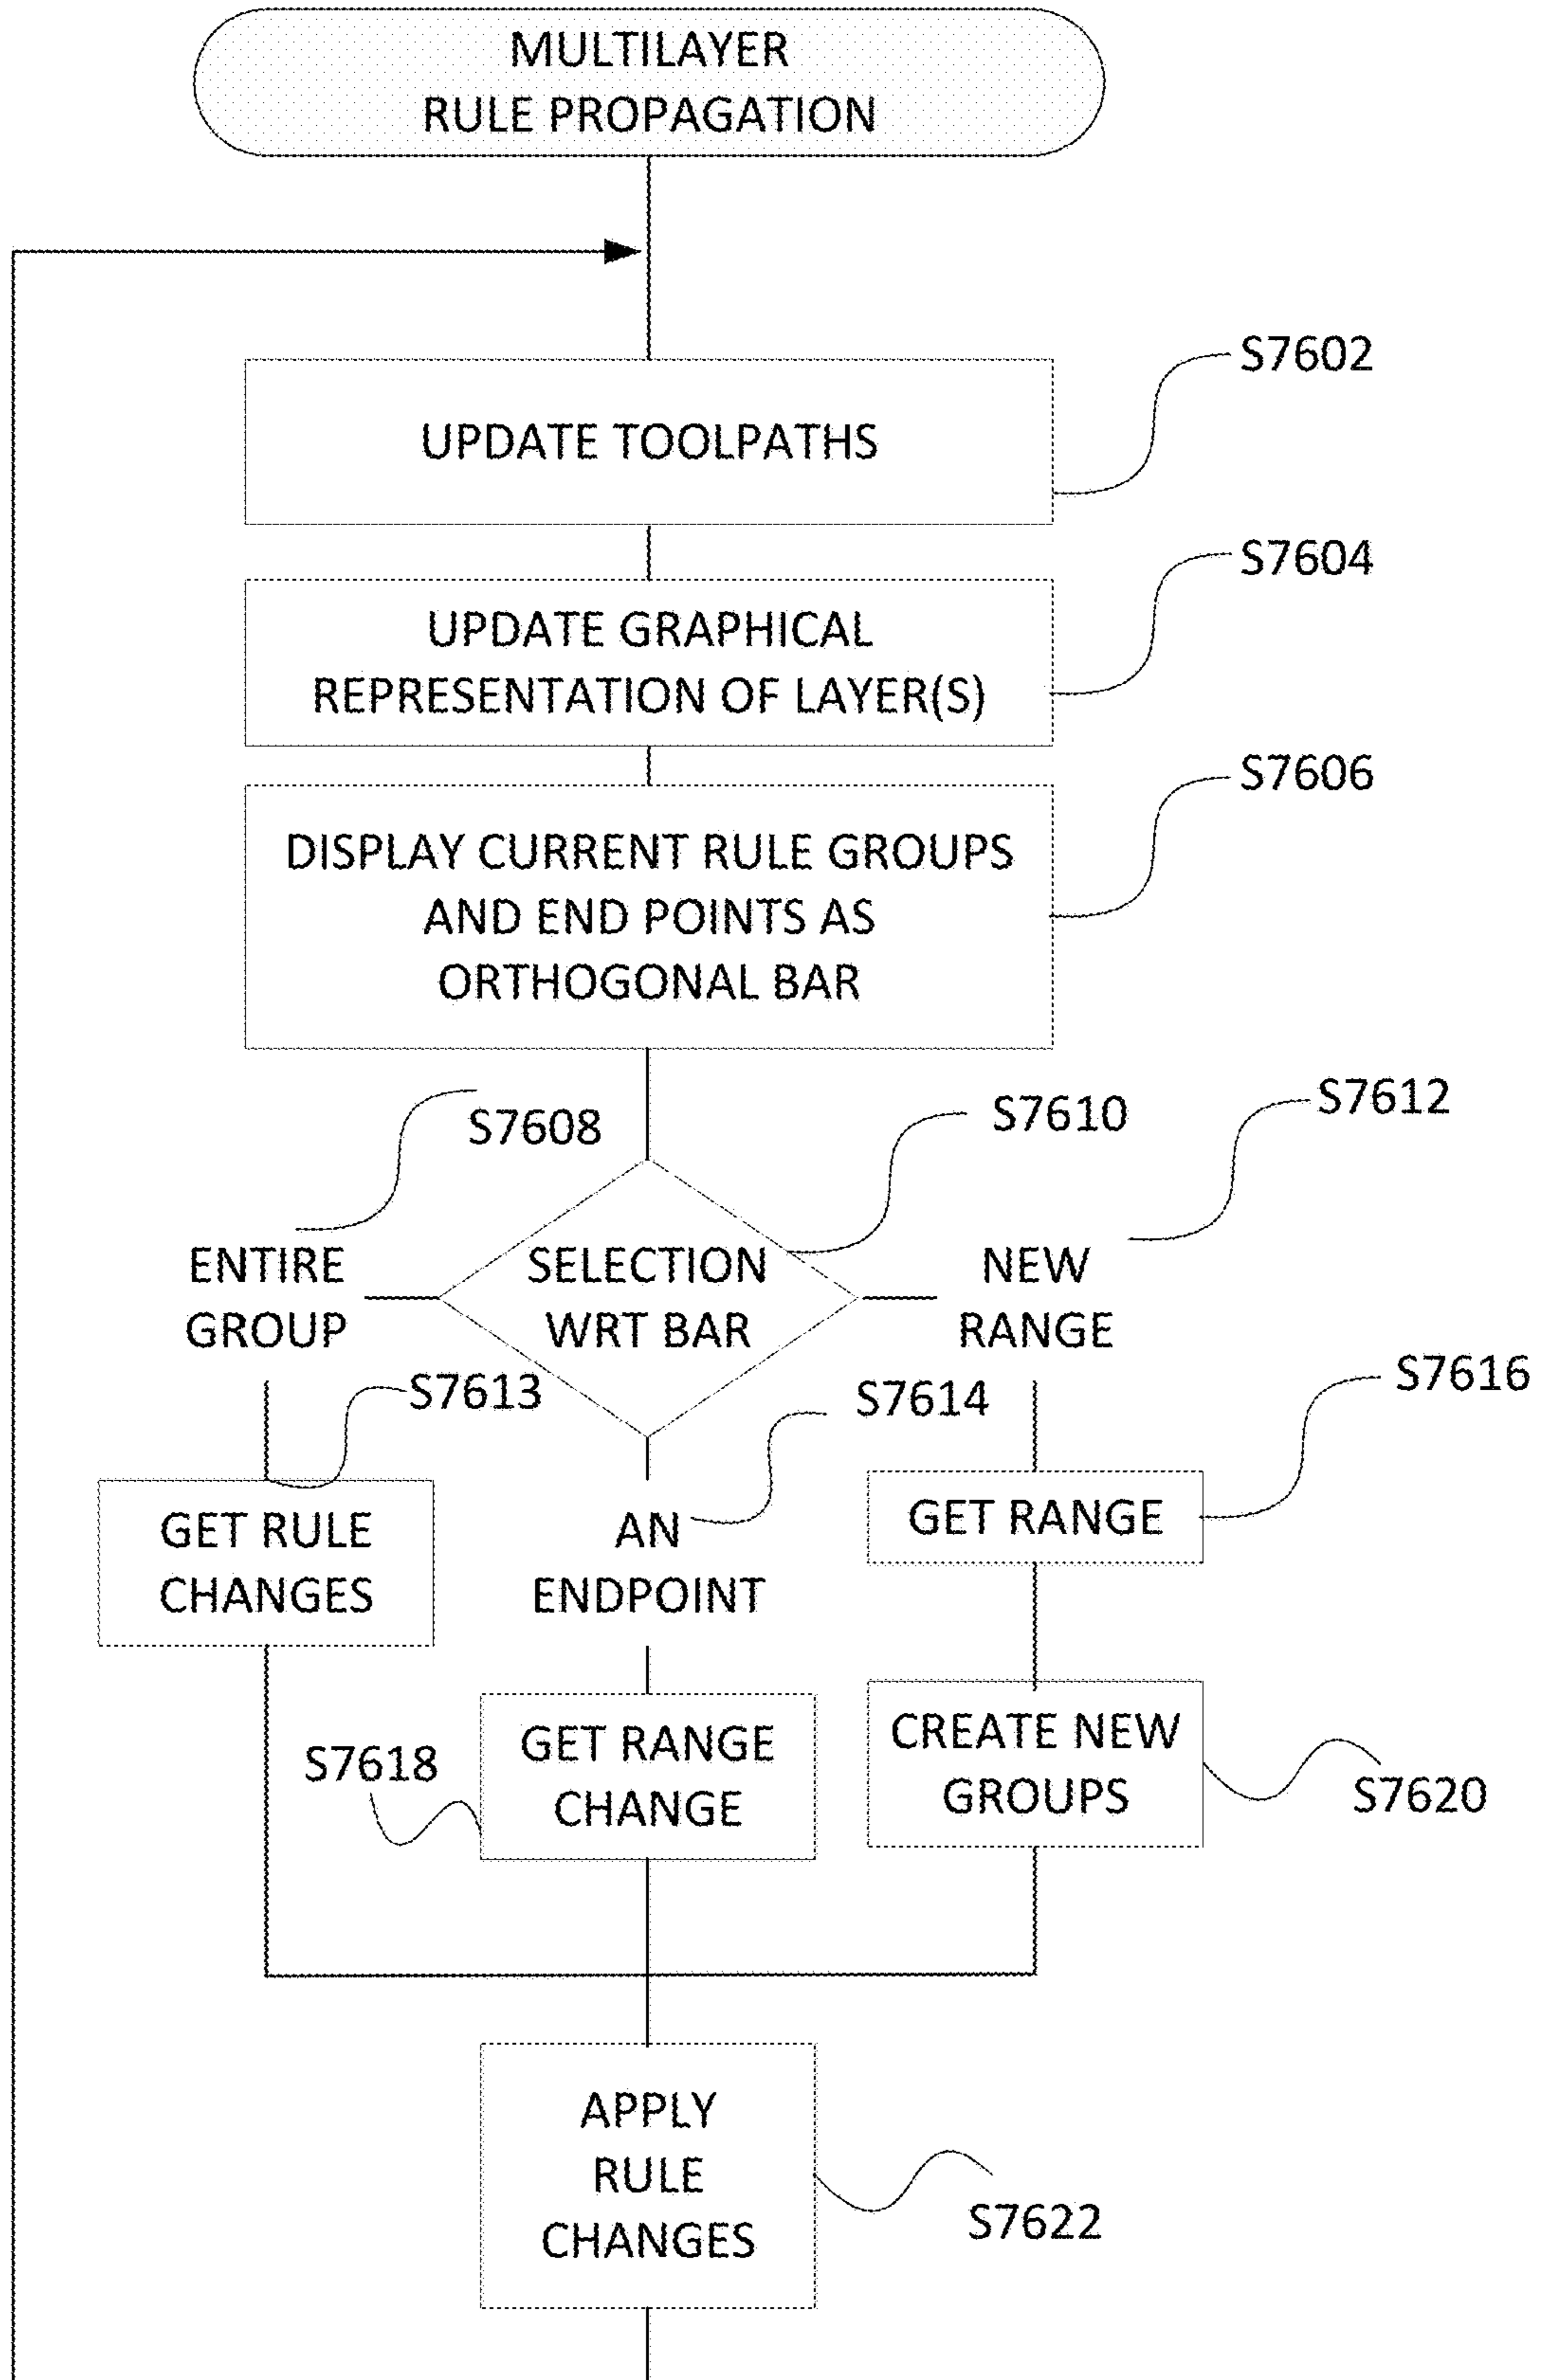 MULTILAYER
RULE PROPAGATION
S7602
UPDATE TOOLPATHS
S7604
UPDATE GRAPHICAL
REPRESENTATION OF LAYER(S)
S7606
DISPLAY CURRENT RULE GROUPS
AND END POINTS AS
ORTHOGONAL BAR
S7608
S7610
S7612
ENTIRE
GROUP
SELECTION
WRT BAR
NEW
RANGE
S7613
S7614
S7616
GET RULE
CHANGES
AN
ENDPOINT
GET RANGE
S7618
GET RANGE
CHANGE
CREATE NEW
GROUPS
S7620
APPLY
RULE
CHANGES
S7622